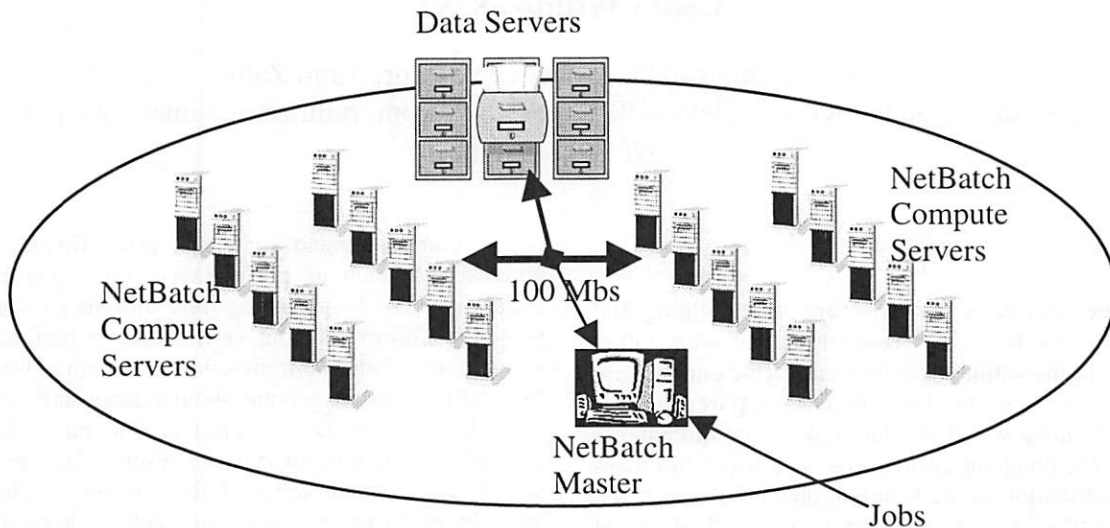 Data Servers
NetBatch
Compute
Servers
NetBatch
Compute
Servers
100 Mbs
NetBatch
Master
Jobs